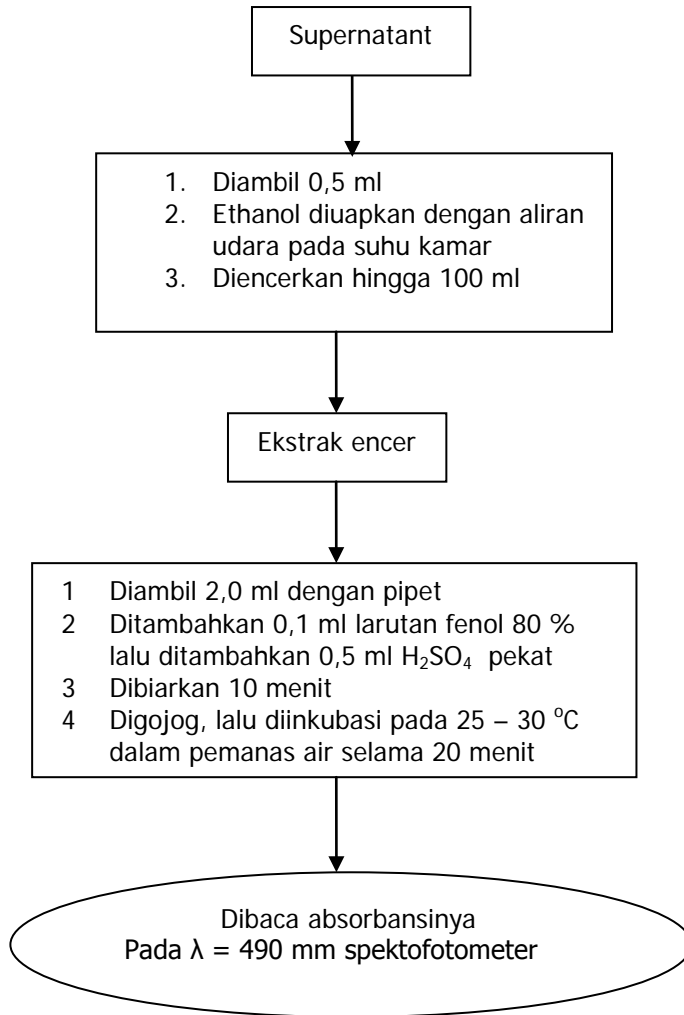 Supernatant
1. Diambil 0,5 ml
2. Ethanol diuapkan dengan aliran
udara pada suhu kamar
3. Diencerkan hingga 100 ml
Ekstrak encer
1 Diambil 2,0 ml dengan pipet
2 Ditambahkan 0,1 ml larutan fenol 80 %
lalu ditambahkan 0,5 ml H₂SO₄ pekat
3 Dibiarkan 10 menit
4 Digojog, lalu diinkubasi pada 25 – 30 ⁰C
dalam pemanas air selama 20 menit
Dibaca absorbansinya
Pada λ = 490 mm spektofotometer